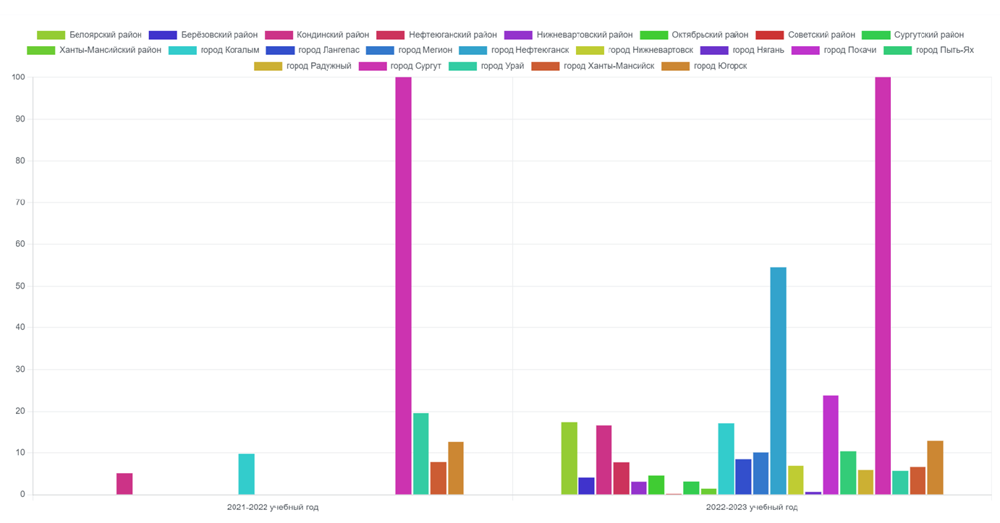 Белоярский район Берёзовский район Кондинский район Нефтеюганский район Нижневартовский район Октябрьский район Советский район Сургутский район
Ханты-Мансийский район город Когалым город Лангепас город Мегион город Нефтеюганск город Нижневартовск город Нягань город Покачи город Пыть-Ях
город Радужный город Сургут город Урай город Ханты-Мансийск город Югорск
100
90
80
70
60
50
40
30
20
10
0
2021-2022 учебный год 2022-2023 учебный год